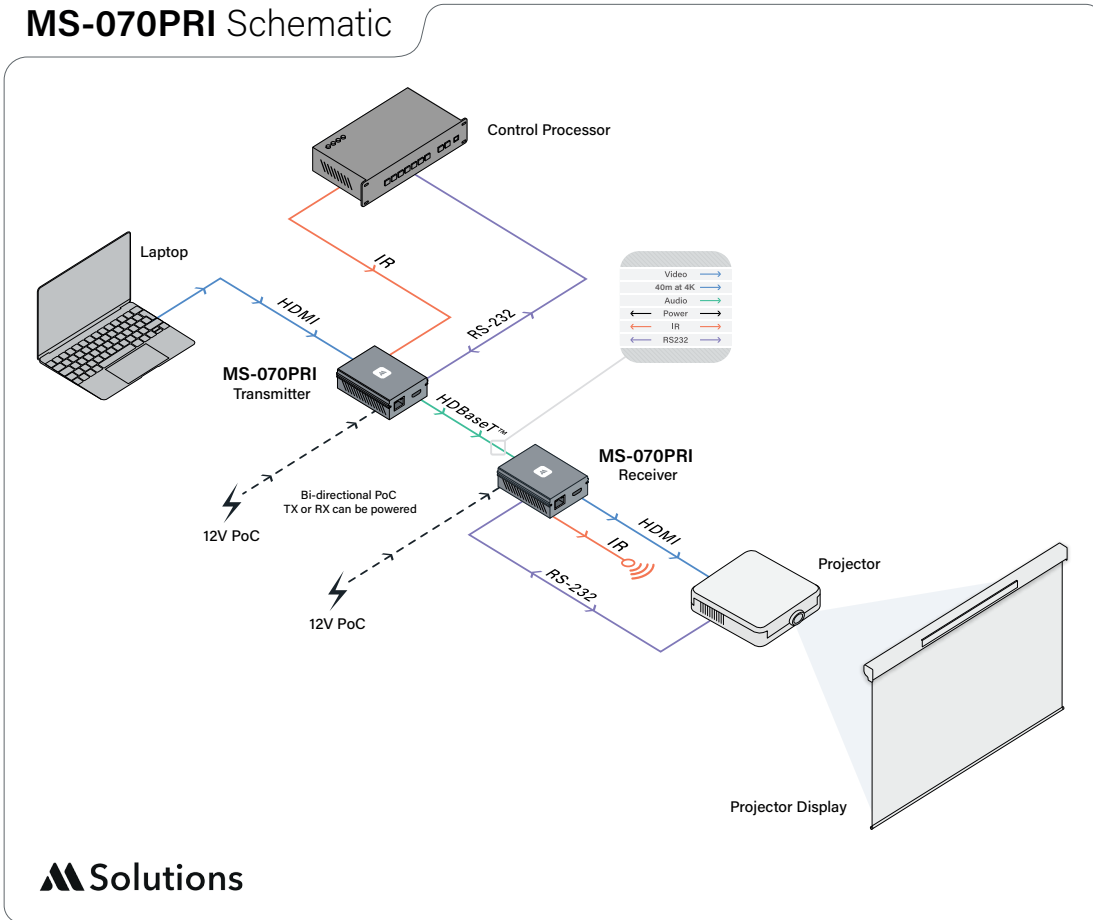 MS-070PRI Schematic
Control Processor
Laptop
IR
HDMI
RS-232
Video
40m at 4K
Audio
Power
IR
RS232
MS-070PRI
Transmitter
HDBaseT™
MS-070PRI
Receiver
Bi-directional PoC
TX or RX can be powered
12V PoC
12V PoC
HDMI
IR
RS-232
Projector
Projector Display
Solutions